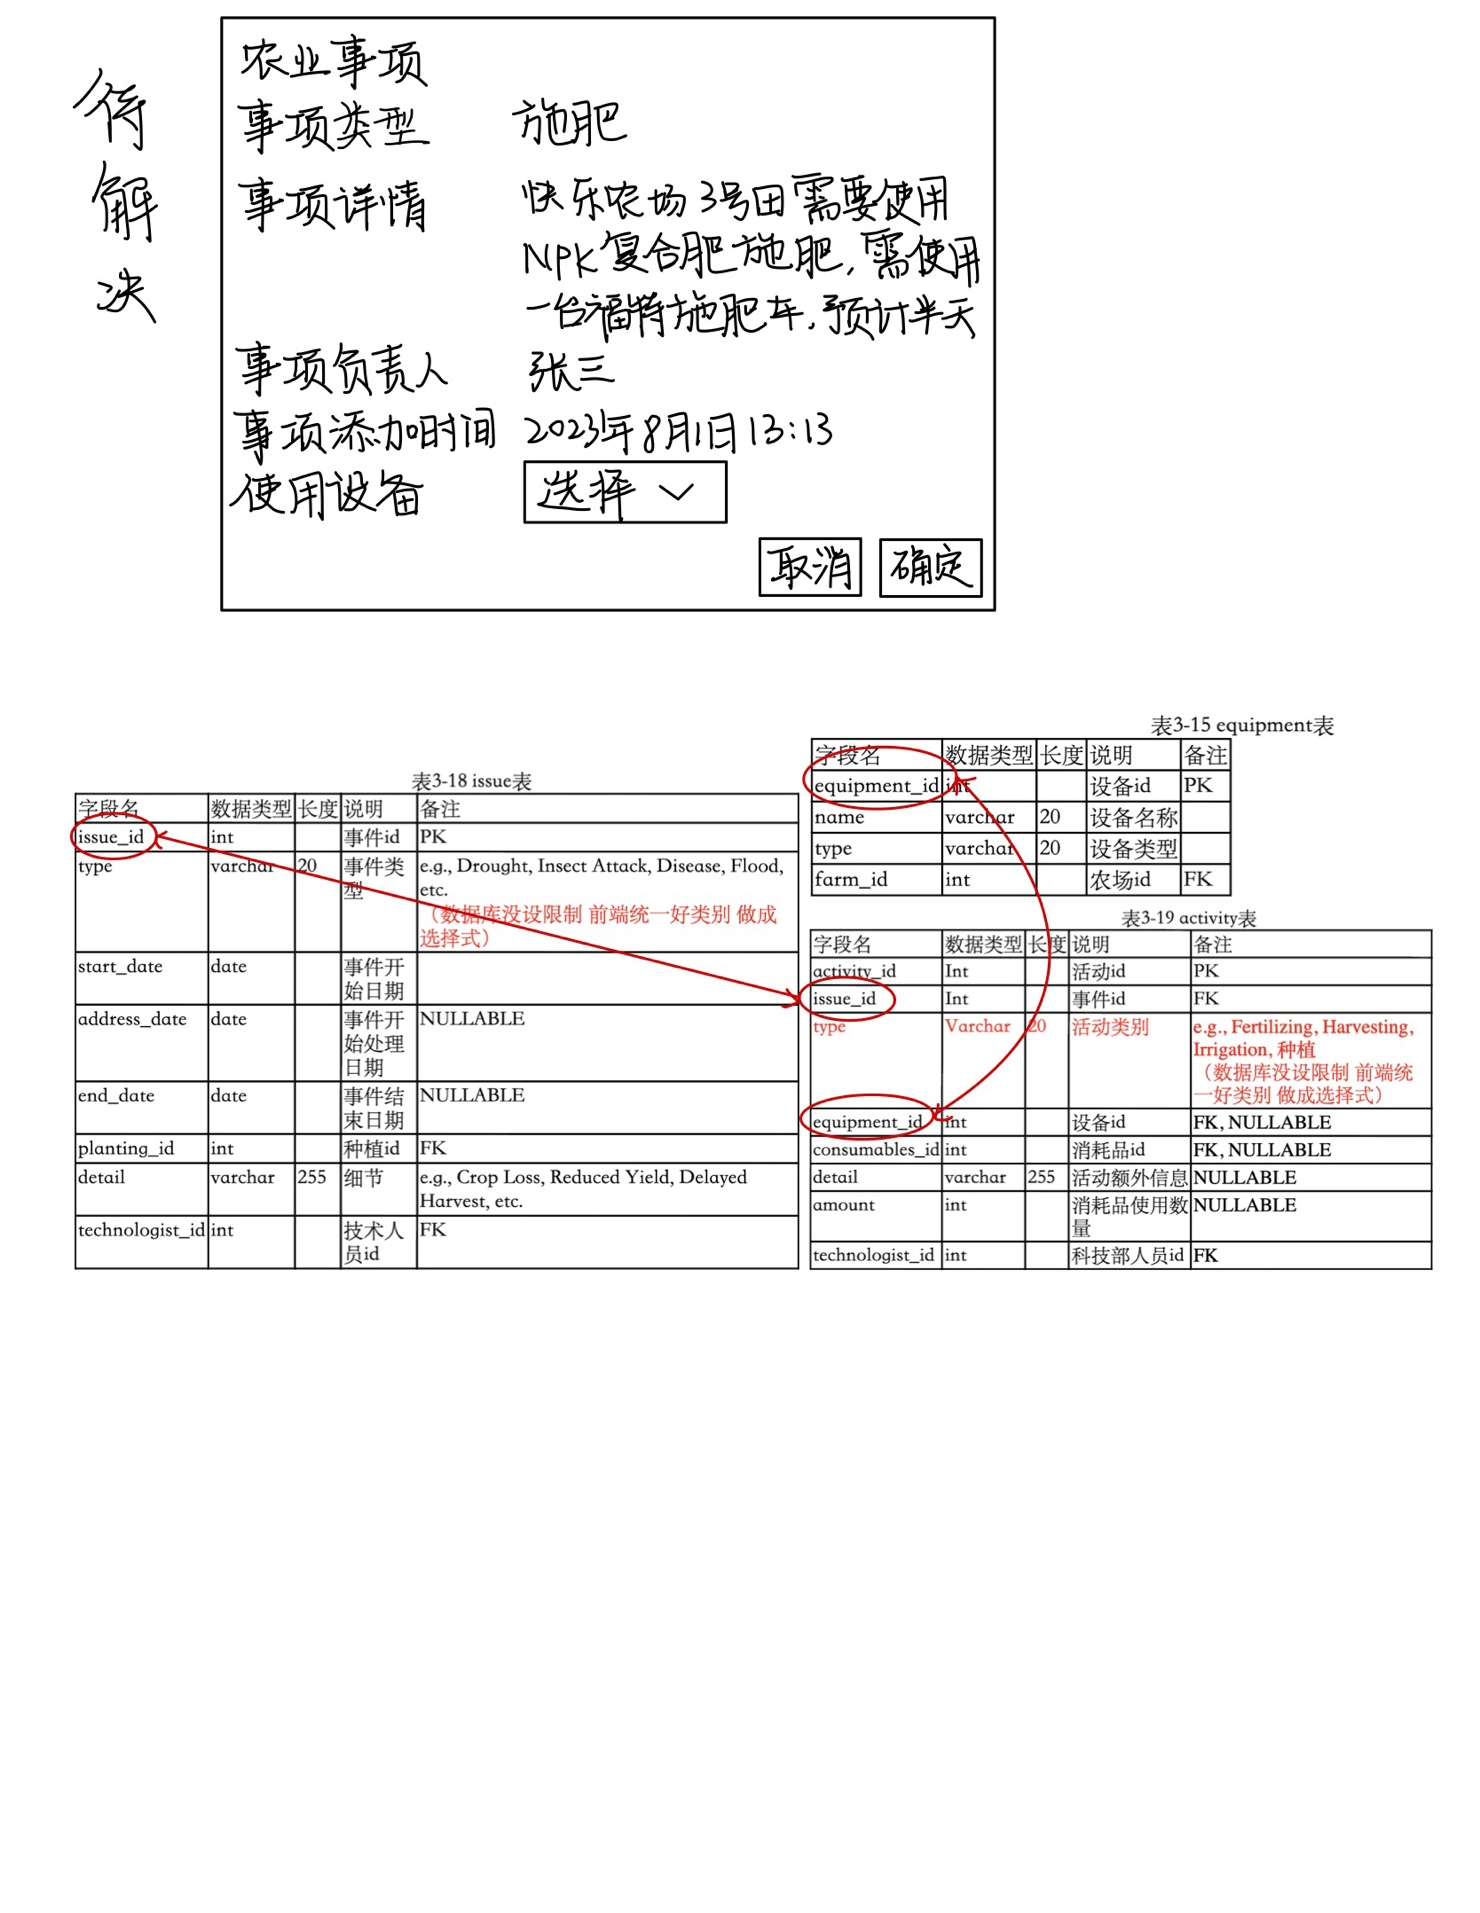 待解决
农业事项
事项类型 施肥
事项详情 快乐农场3号田需要使用
NPK复合肥施肥,需使用
一台福特施肥车,预计半天
事项负责人 张三
事项添加时间 2023年8月1日13:13
使用设备 选择
取消 确定
表3-18 issue表
字段名 数据类型 长度 说明 备注
issue_id int 事件id PK
type varchar 20 事件类型 e.g., Drought, Insect Attack, Disease, Flood,
etc.
（数据库没设限制 前端统一好类别 做成
选择式）
start_date date 事件开始日期
address_date date 事件开始处理日期 NULLABLE
end_date date 事件结束日期 NULLABLE
planting_id int 种植id FK
detail varchar 255 细节 e.g., Crop Loss, Reduced Yield, Delayed
Harvest, etc.
technologist_id int 技术人员id FK
表3-15 equipment表
字段名 数据类型 长度 说明 备注
equipment_id int 设备id PK
name varchar 20 设备名称
type varchar 20 设备类型
farm_id int 农场id FK
表3-19 activity表
字段名 数据类型 长度 说明 备注
activity_id Int 活动id PK
issue_id Int 事件id FK
type Varchar 20 活动类别 e.g., Fertilizing, Harvesting,
Irrigation, 种植
（数据库没设限制 前端统
一好类别 做成选择式）
equipment_id int 设备id FK, NULLABLE
consumables_id int 消耗品id FK, NULLABLE
detail varchar 255 活动额外信息 NULLABLE
amount int 消耗品使用数量 NULLABLE
technologist_id int 科技部人员id FK